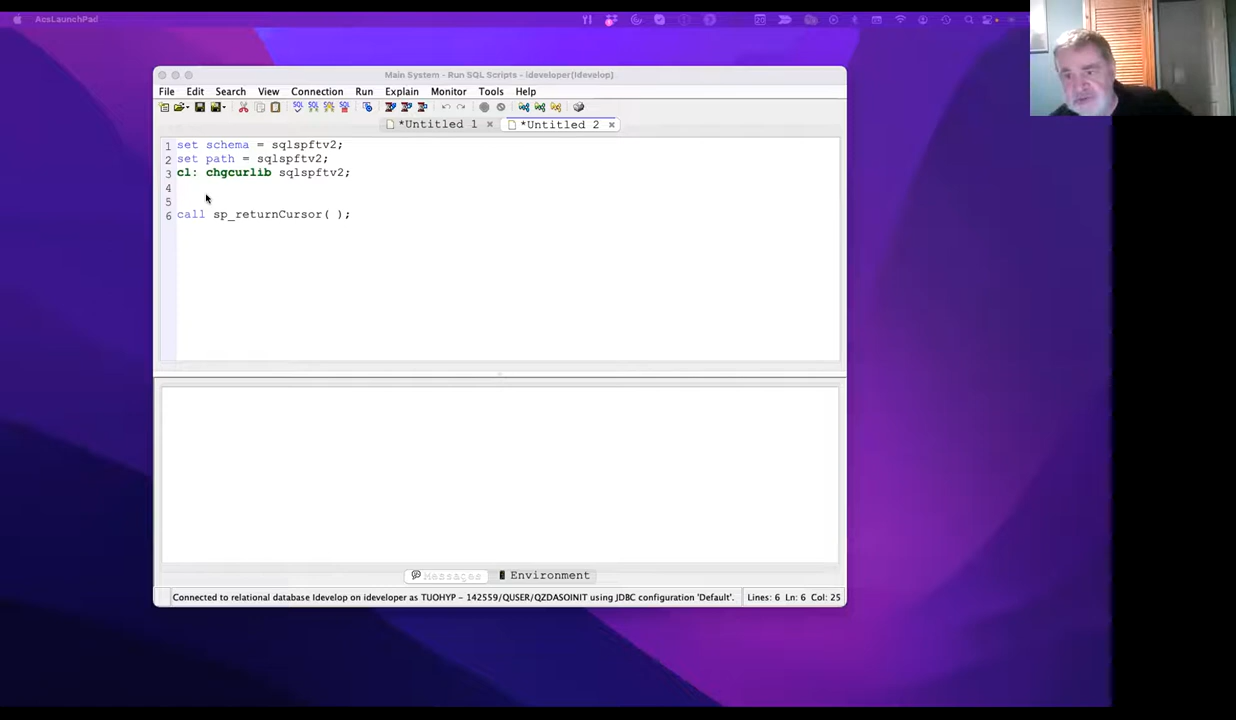 AcsLaunchPad
Main System - Run SQL Scripts - ideveloper(Idevelop)
File Edit Search View Connection Run Explain Monitor Tools Help
*Untitled 1 *Untitled 2
1 set schema = sqlspftv2;
2 set path = sqlspftv2;
3 cl: chgcurlib sqlspftv2;
4
5
6 call sp_returnCursor( );
Messages Environment
Connected to relational database Idevelop on ideveloper as TUOHYP - 142559/QUSER/QZDASOINIT using JDBC configuration 'Default'. Lines: 6 Ln: 6 Col: 25